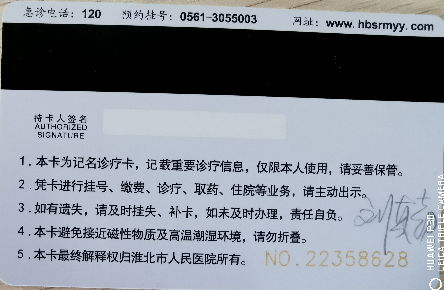 急诊电话：120 预约挂号：0561-3055003 网址：www.hbsrmyy.com
持卡人签名
AUTHORIZED
SIGNATURE
1．本卡为记名诊疗卡，记载重要诊疗信息，仅限本人使用，请妥善保管。
2．凭卡进行挂号、缴费、诊疗、取药、住院等业务，请主动出示。
3．如有遗失，请及时挂失、补卡，如未及时办理，责任自负。
4．本卡避免接近磁性物质及高温潮湿环境，请勿折叠。
5．本卡最终解释权归淮北市人民医院所有。
NO.22358628
HUAWEI P20
LEICA TRIPLE CAMERA